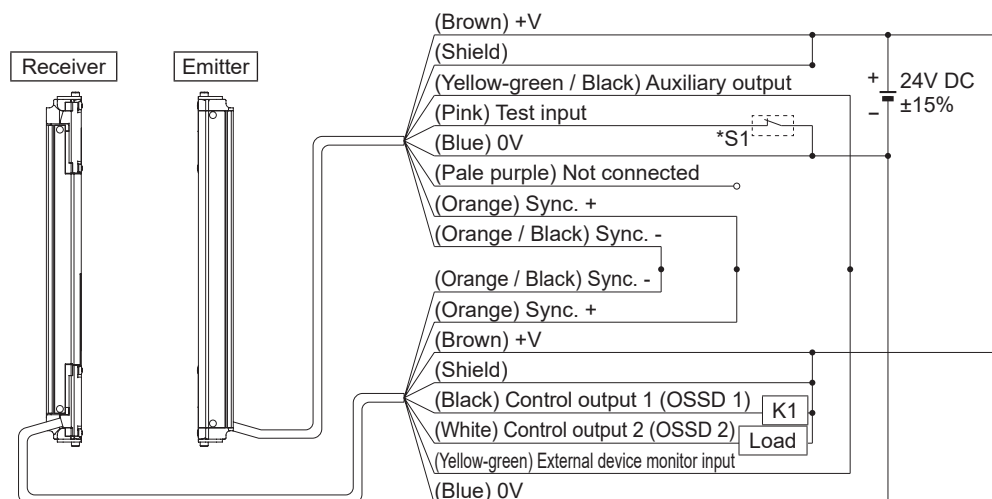 Receiver
Emitter
(Brown) +V
(Shield)
(Yellow-green / Black) Auxiliary output
(Pink) Test input
*S1
(Blue) 0V
(Pale purple) Not connected
(Orange) Sync. +
(Orange / Black) Sync. -
+
24V DC
±15%
−
(Orange / Black) Sync. -
(Orange) Sync. +
(Brown) +V
(Shield)
(Black) Control output 1 (OSSD 1)
K1
(White) Control output 2 (OSSD 2)
Load
(Yellow-green) External device monitor input
(Blue) 0V